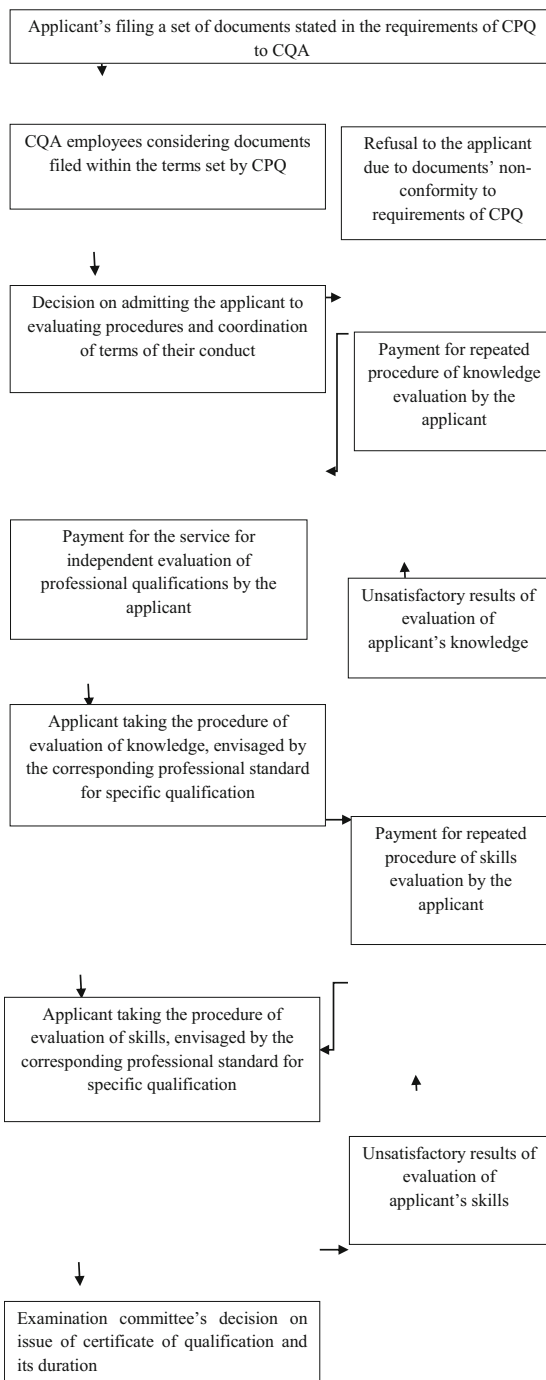 Applicant’s filing a set of documents stated in the requirements of CPQ
to CQA
CQA employees considering documents
filed within the terms set by CPQ
Refusal to the applicant
due to documents’ non-
conformity to
requirements of CPQ
Decision on admitting the applicant to
evaluating procedures and coordination
of terms of their conduct
Payment for repeated
procedure of knowledge
evaluation by the
applicant
Payment for the service for
independent evaluation of
professional qualifications by the
applicant
Unsatisfactory results of
evaluation of
applicant’s knowledge
Applicant taking the procedure of
evaluation of knowledge, envisaged by
the corresponding professional standard
for specific qualification
Payment for repeated
procedure of skills
evaluation by the
applicant
Applicant taking the procedure of
evaluation of skills, envisaged by the
corresponding professional standard for
specific qualification
Unsatisfactory results of
evaluation of
applicant’s skills
Examination committee’s decision on
issue of certificate of qualification and
its duration